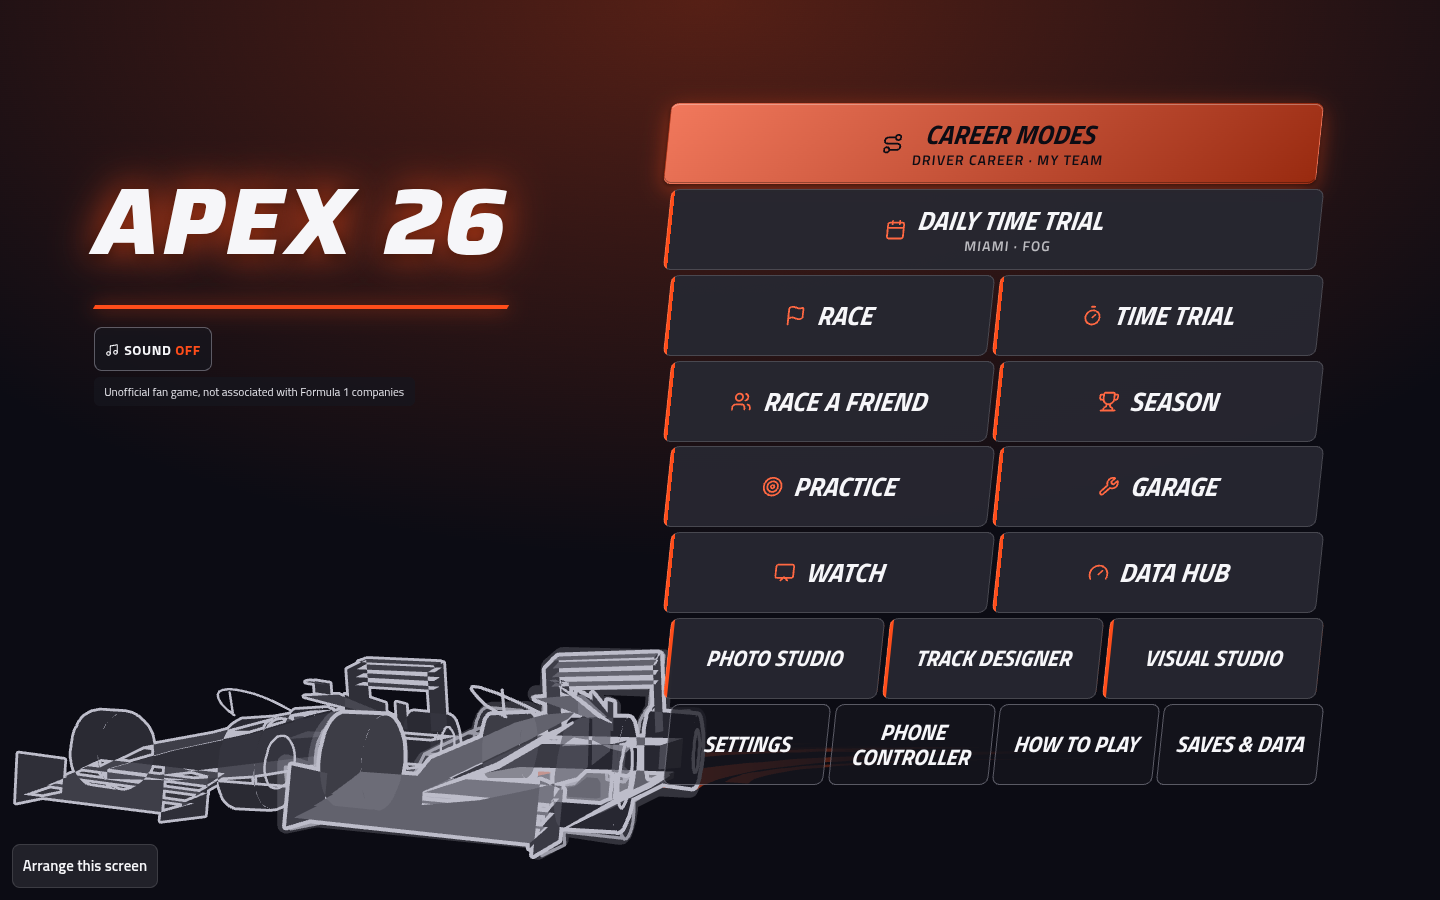 APEX 26
SOUND OFF
Unofficial fan game, not associated with Formula 1 companies
CAREER MODES
DRIVER CAREER · MY TEAM
DAILY TIME TRIAL
MIAMI · FOG
RACE
TIME TRIAL
RACE A FRIEND
SEASON
PRACTICE
GARAGE
WATCH
DATA HUB
PHOTO STUDIO
TRACK DESIGNER
VISUAL STUDIO
SETTINGS
PHONE
CONTROLLER
HOW TO PLAY
SAVES & DATA
Arrange this screen